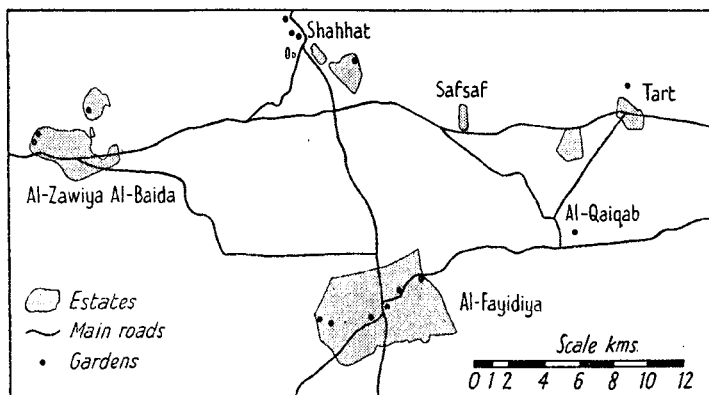 Shahhat
Safsaf
Tart
Al-Zawiya Al-Baida
Al-Qaiqab
Al-Fayidiya
Estates
Main roads
Gardens
Scale kms.
0 1 2 4 6 8 10 12